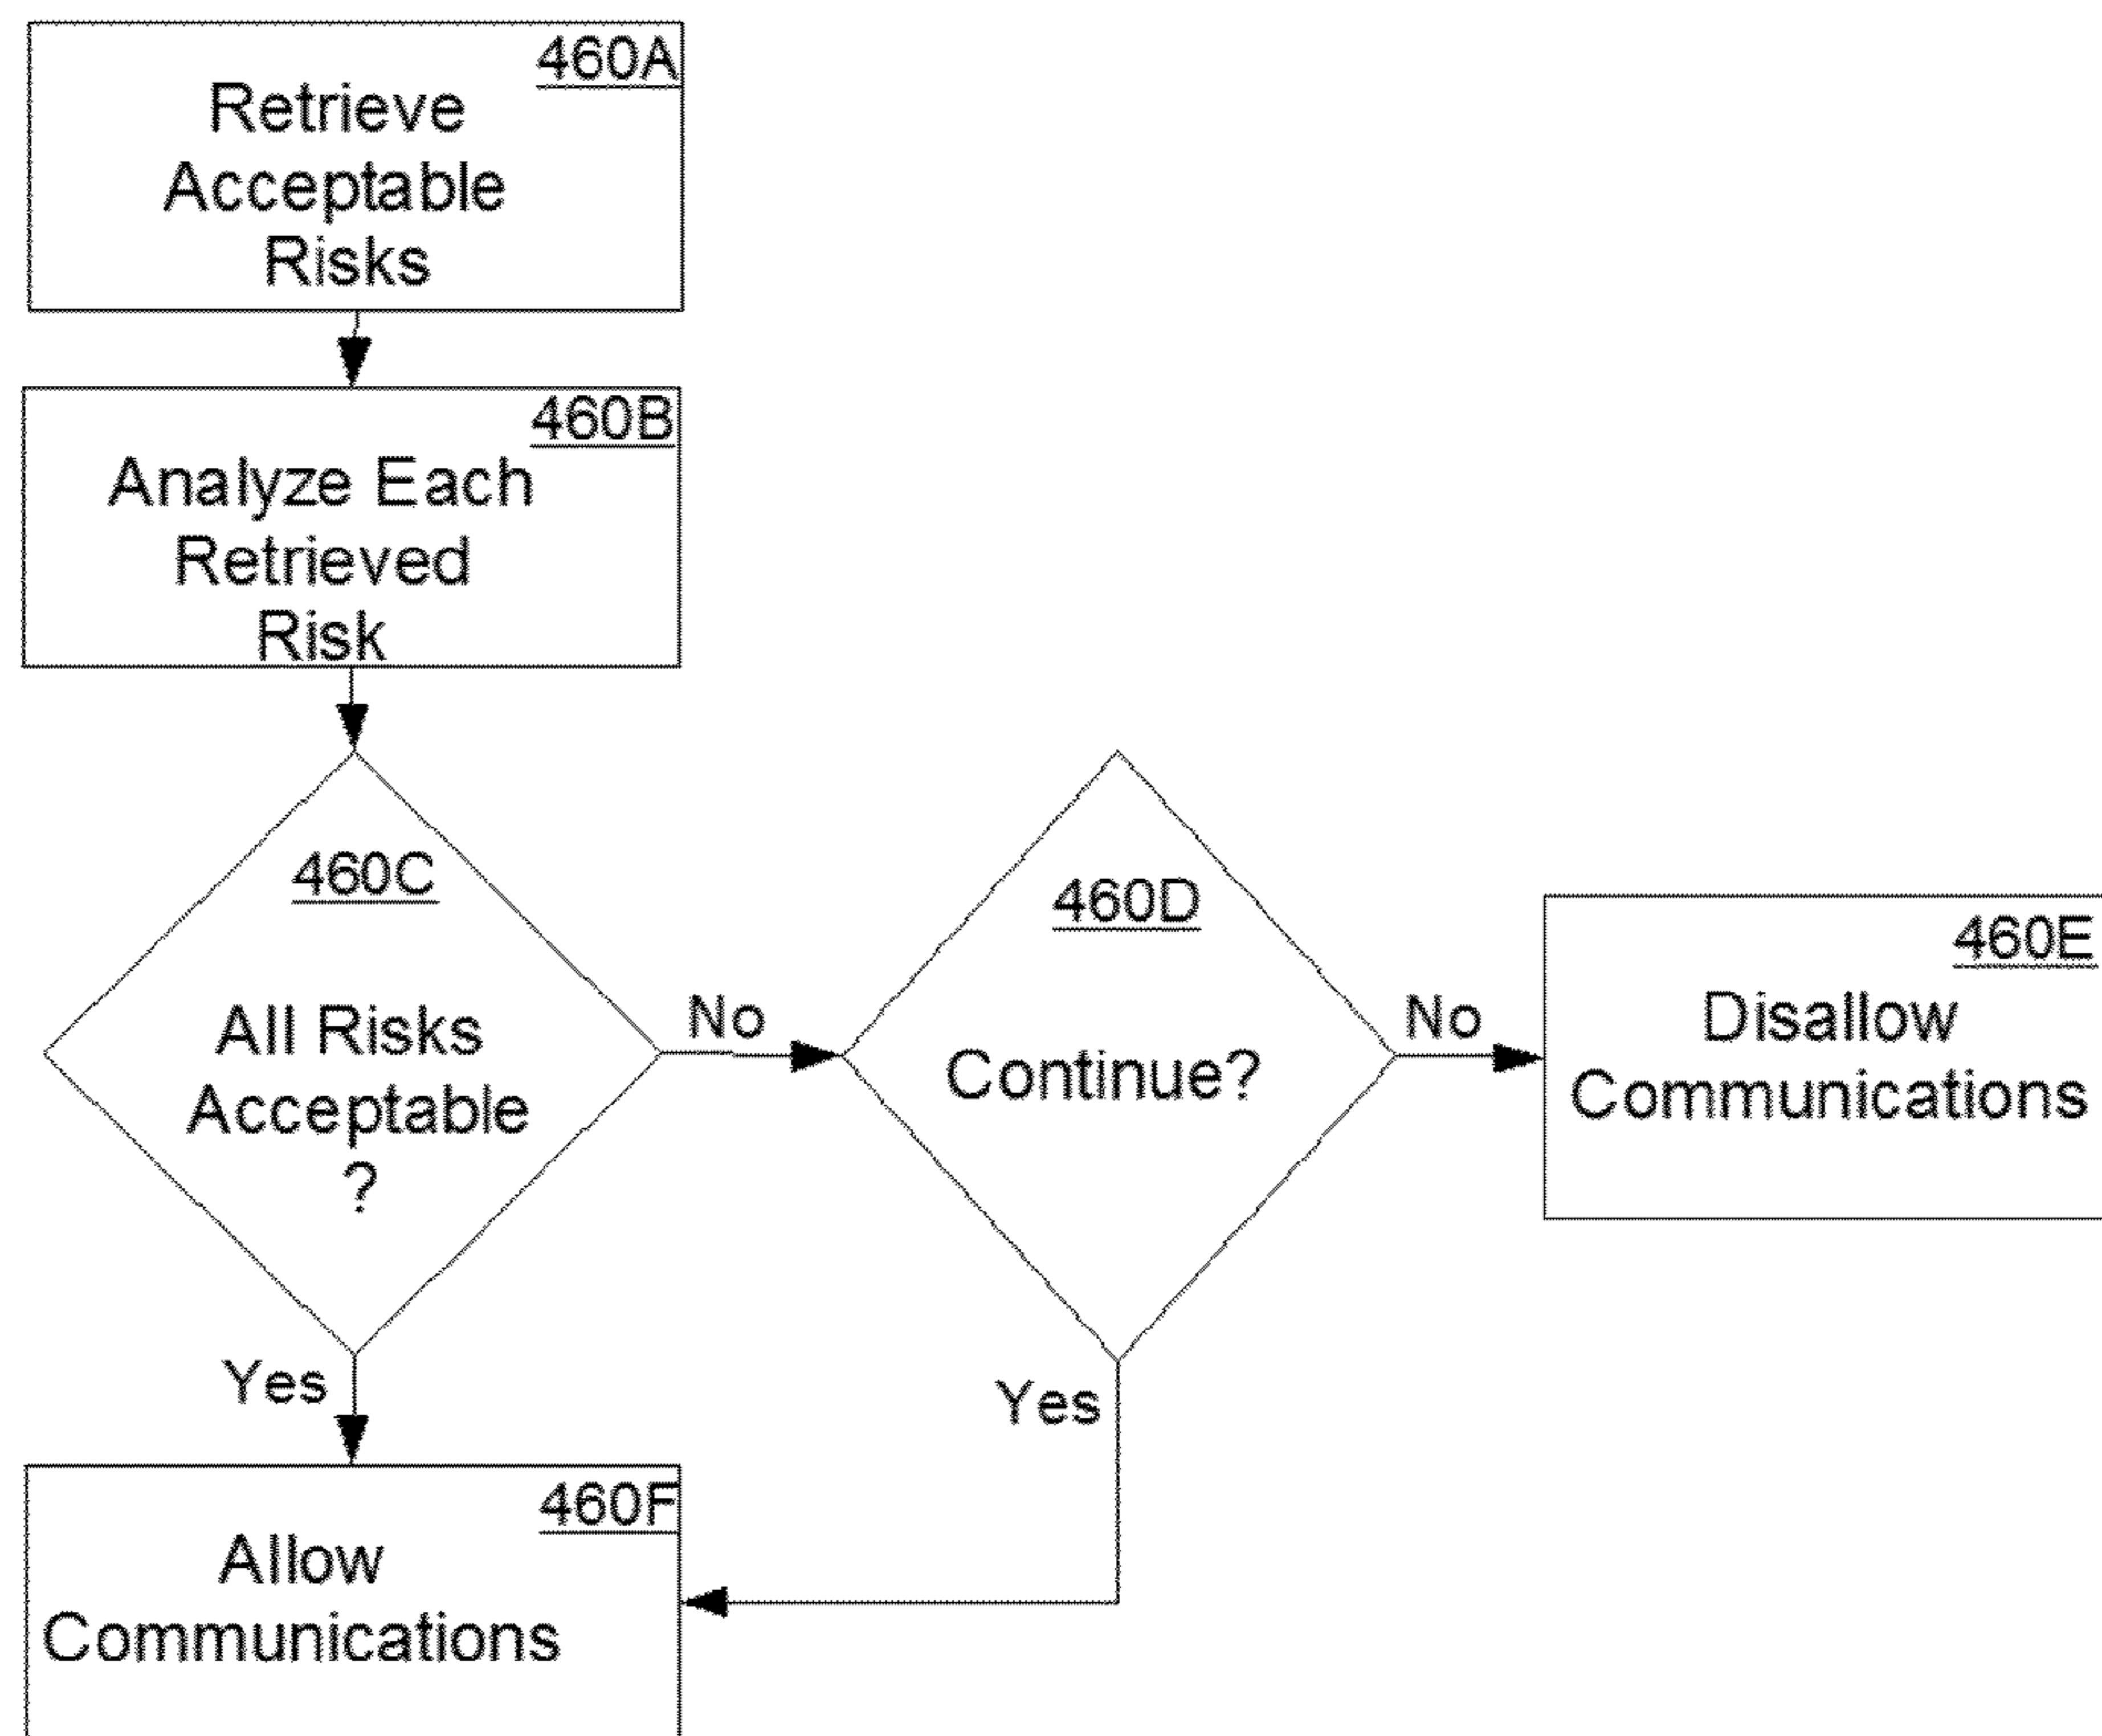 460A
Retrieve
Acceptable
Risks
460B
Analyze Each
Retrieved
Risk
460C
All Risks
Acceptable
?
No
460D
Continue?
No
460E
Disallow
Communications
Yes
Yes
460F
Allow
Communications